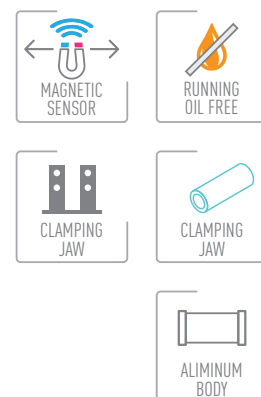 MAGNETIC
SENSOR
RUNNING
OIL FREE
CLAMPING
JAW
CLAMPING
JAW
ALIMINUM
BODY